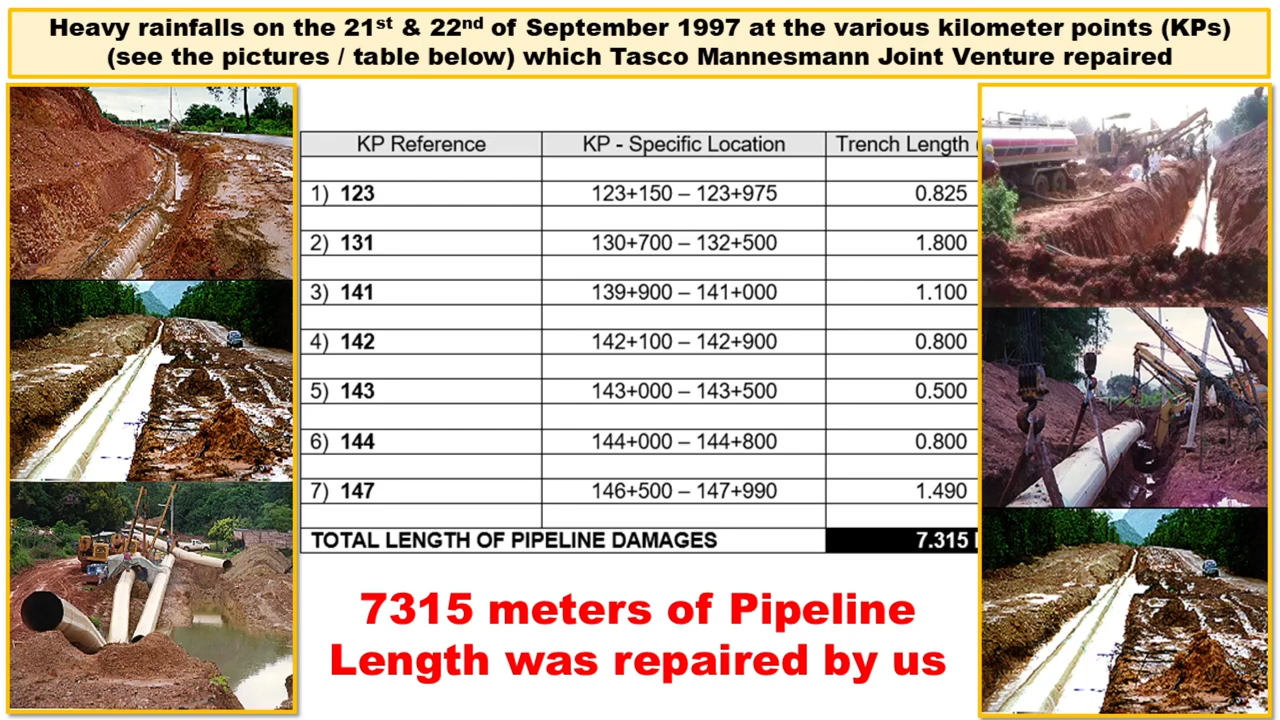 Heavy rainfalls on the 21st & 22nd of September 1997 at the various kilometer points (KPs)
(see the pictures / table below) which Tasco Mannesmann Joint Venture repaired
KP Reference KP - Specific Location Trench Length (
1) 123 123+150 – 123+975 0.825
2) 131 130+700 – 132+500 1.800
3) 141 139+900 – 141+000 1.100
4) 142 142+100 – 142+900 0.800
5) 143 143+000 – 143+500 0.500
6) 144 144+000 – 144+800 0.800
7) 147 146+500 – 147+990 1.490
TOTAL LENGTH OF PIPELINE DAMAGES 7.315
7315 meters of Pipeline
Length was repaired by us